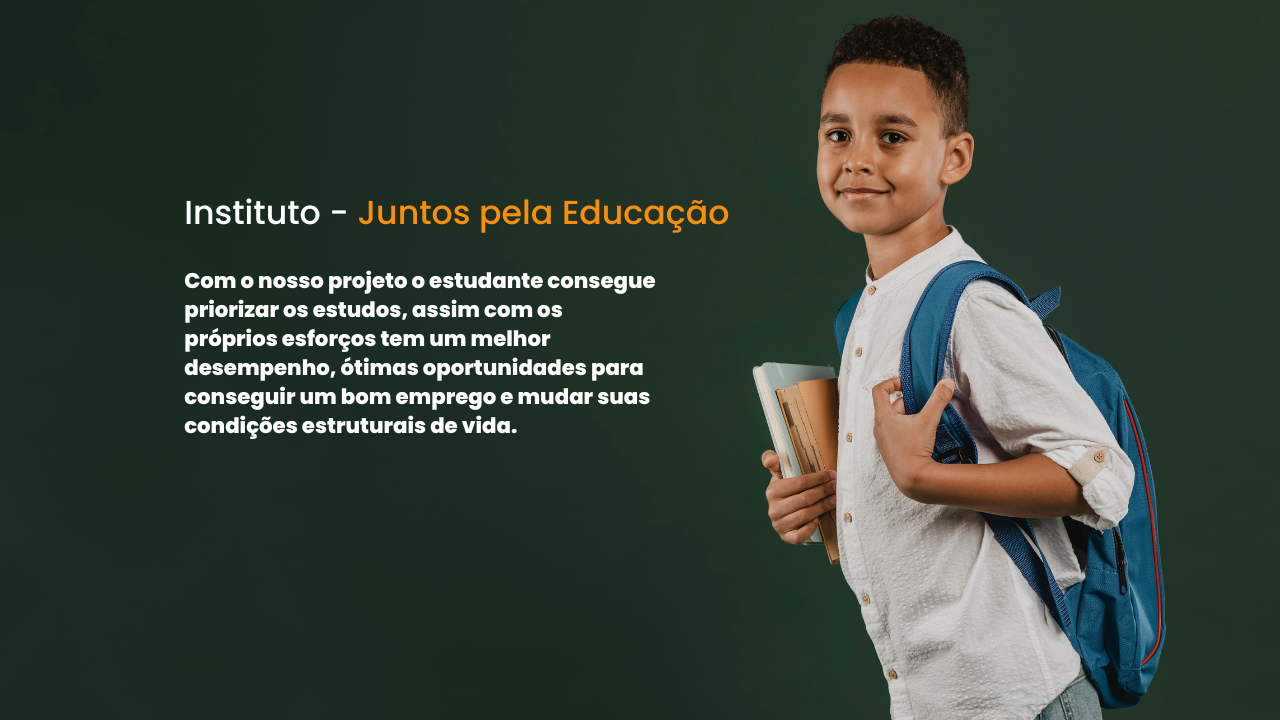 Instituto - Juntos pela Educação
Com o nosso projeto o estudante consegue
priorizar os estudos, assim com os
próprios esforços tem um melhor
desempenho, ótimas oportunidades para
conseguir um bom emprego e mudar suas
condições estruturais de vida.